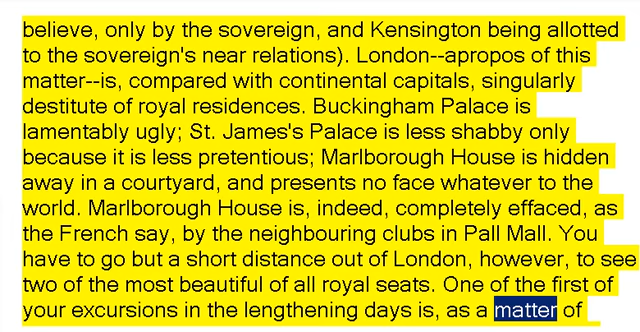 believe, only by the sovereign, and Kensington being allotted
to the sovereign's near relations). London--apropos of this
matter--is, compared with continental capitals, singularly
destitute of royal residences. Buckingham Palace is
lamentably ugly; St. James's Palace is less shabby only
because it is less pretentious; Marlborough House is hidden
away in a courtyard, and presents no face whatever to the
world. Marlborough House is, indeed, completely effaced, as
the French say, by the neighbouring clubs in Pall Mall. You
have to go but a short distance out of London, however, to see
two of the most beautiful of all royal seats. One of the first of
your excursions in the lengthening days is, as a matter of